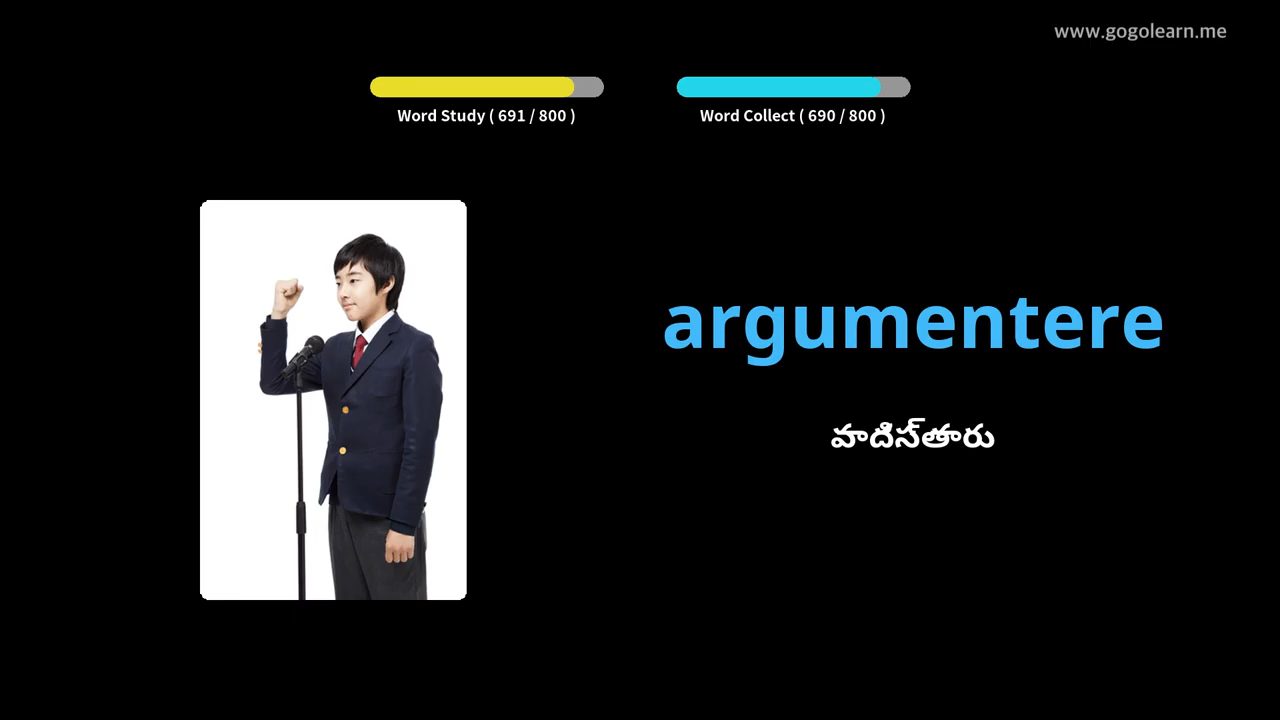 www.gogolearn.me
Word Study ( 691 / 800 )
Word Collect ( 690 / 800 )
argumentere
వాదిస్తారు